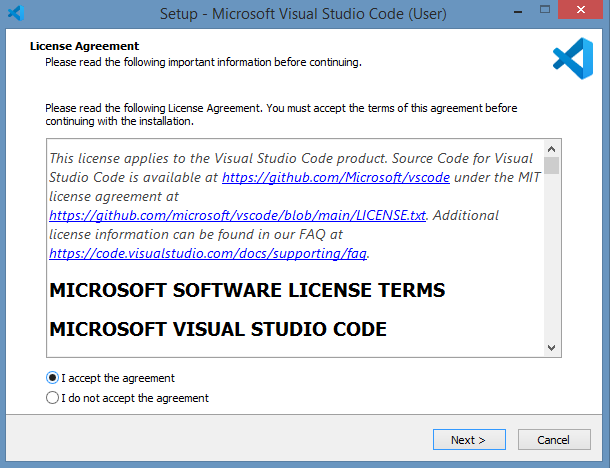 Setup - Microsoft Visual Studio Code (User)
License Agreement
Please read the following important information before continuing.
Please read the following License Agreement. You must accept the terms of this agreement before
continuing with the installation.
This license applies to the Visual Studio Code product. Source Code for Visual
Studio Code is available at https://github.com/Microsoft/vscode under the MIT
license agreement at
https://github.com/microsoft/vscode/blob/main/LICENSE.txt. Additional
license information can be found in our FAQ at
https://code.visualstudio.com/docs/supporting/faq.
MICROSOFT SOFTWARE LICENSE TERMS
MICROSOFT VISUAL STUDIO CODE
I accept the agreement
I do not accept the agreement
Next >
Cancel